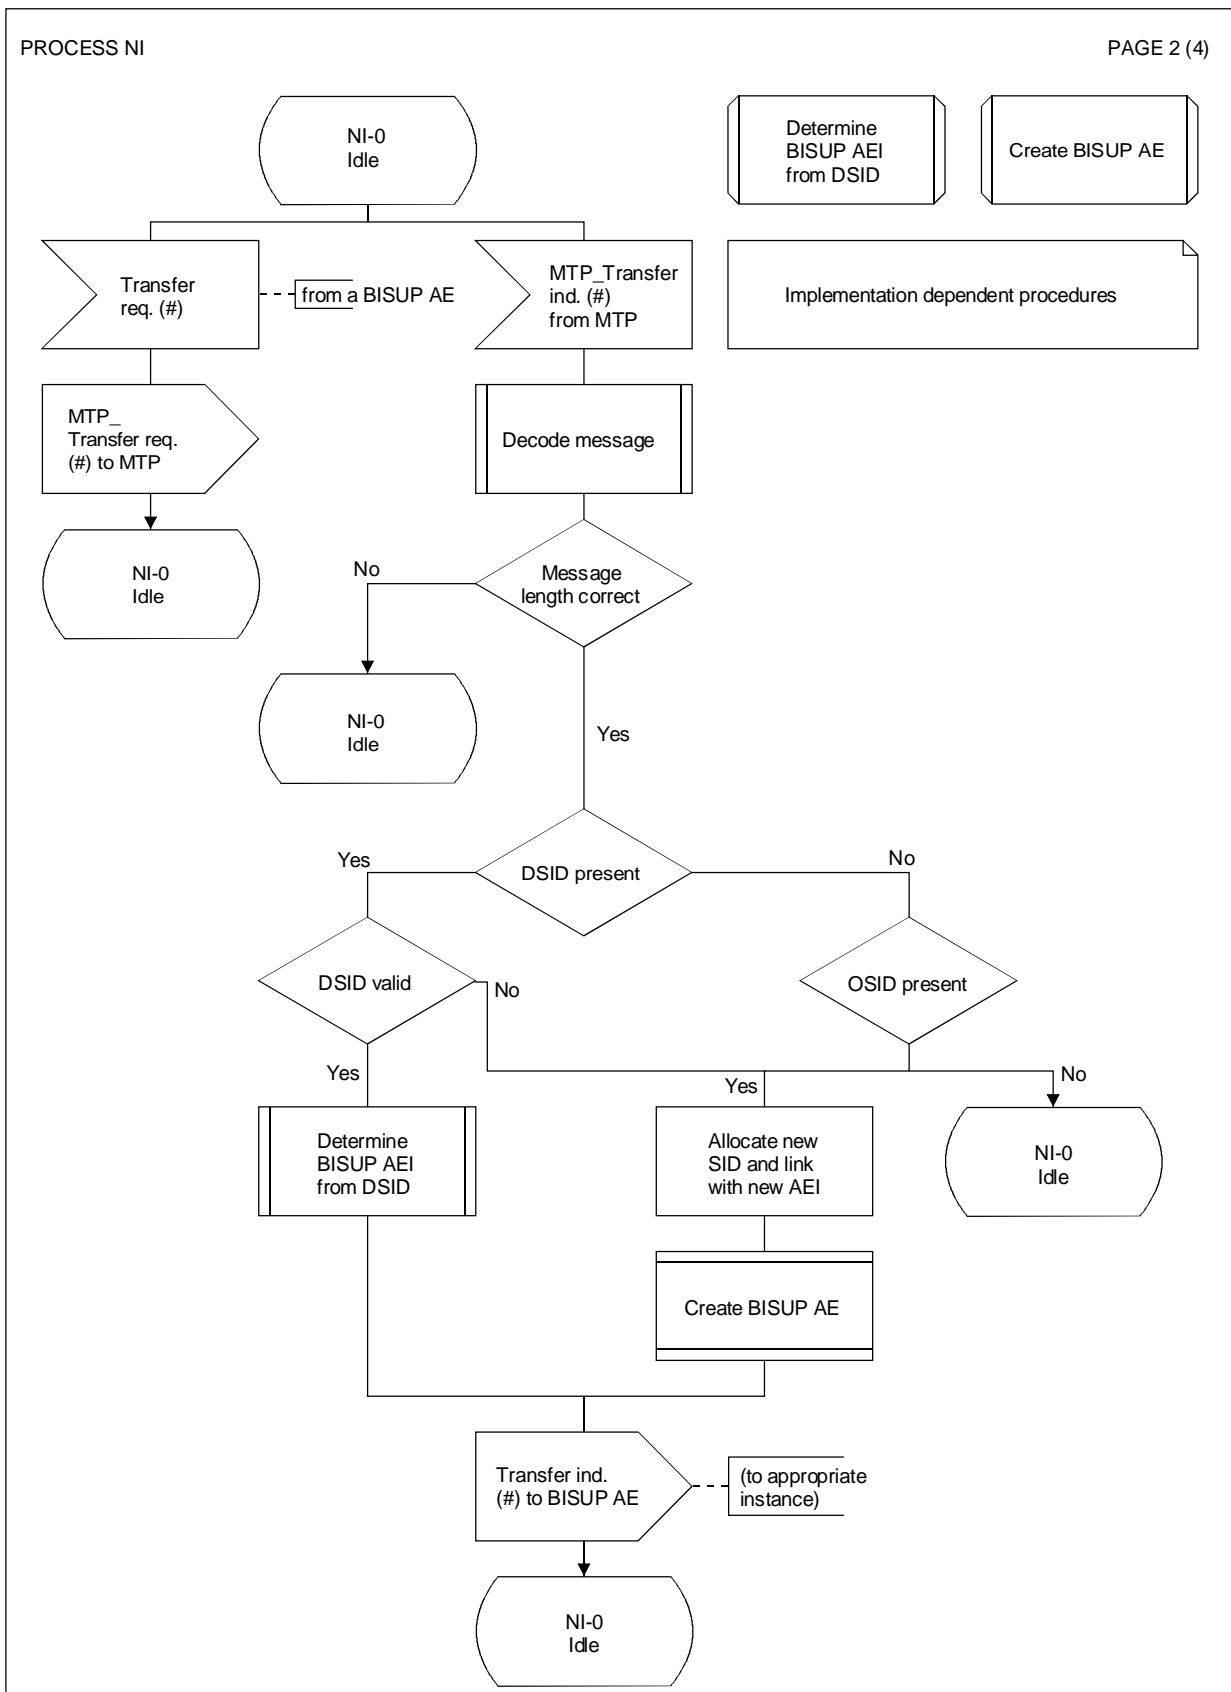 PROCESS NI
PAGE 2 (4)
NI-0
Idle
Determine
BISUP AEI
from DSID
Create BISUP AE
Transfer
req. (#)
from a BISUP AE
MTP_Transfer
ind. (#)
from MTP
Implementation dependent procedures
MTP_
Transfer req.
(#) to MTP
Decode message
NI-0
Idle
No
Message
length correct
NI-0
Idle
Yes
Yes
DSID present
No
DSID valid
No
OSID present
Yes
Yes
No
Determine
BISUP AEI
from DSID
Allocate new
SID and link
with new AEI
NI-0
Idle
Create BISUP AE
Transfer ind.
(#) to BISUP AE
(to appropriate
instance)
NI-0
Idle